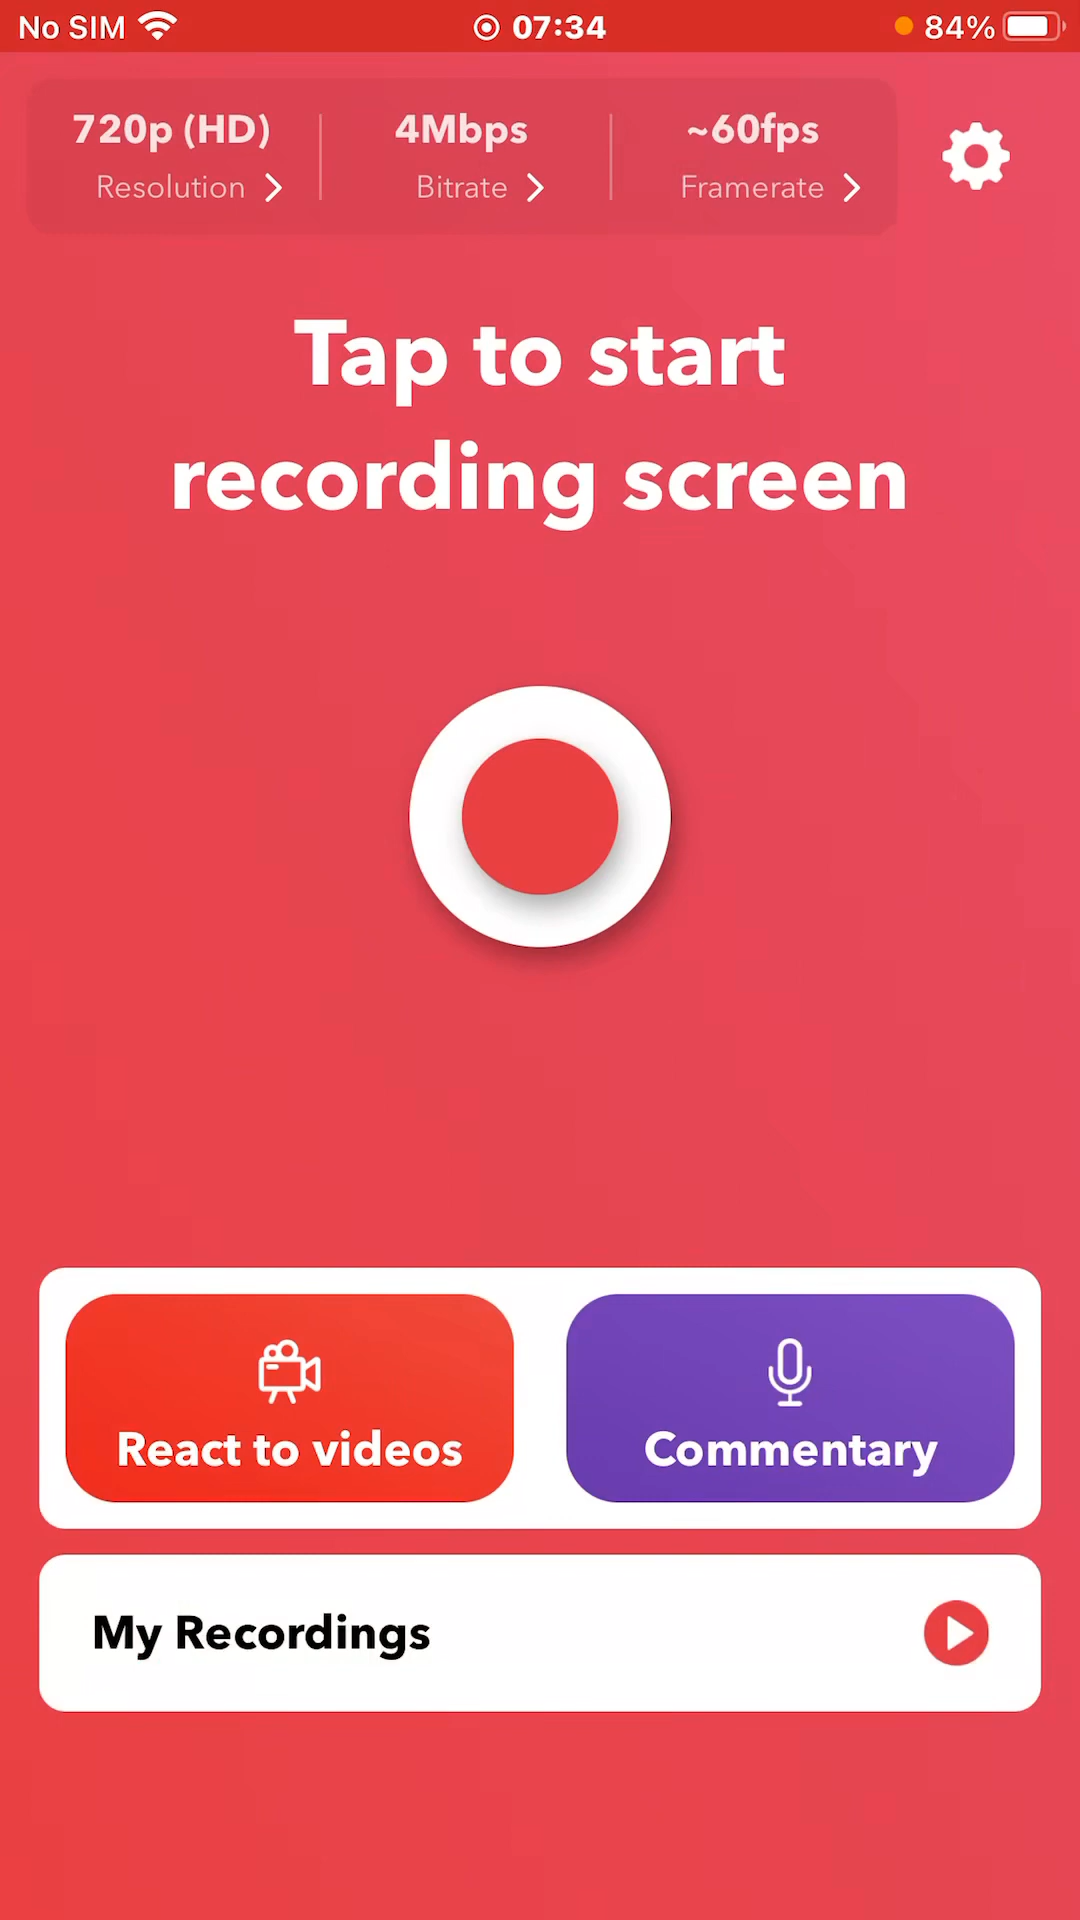 No SIM 07:34 84%
720p (HD) 4Mbps ~60fps
Resolution Bitrate Framerate
Tap to start
recording screen
React to videos Commentary
My Recordings